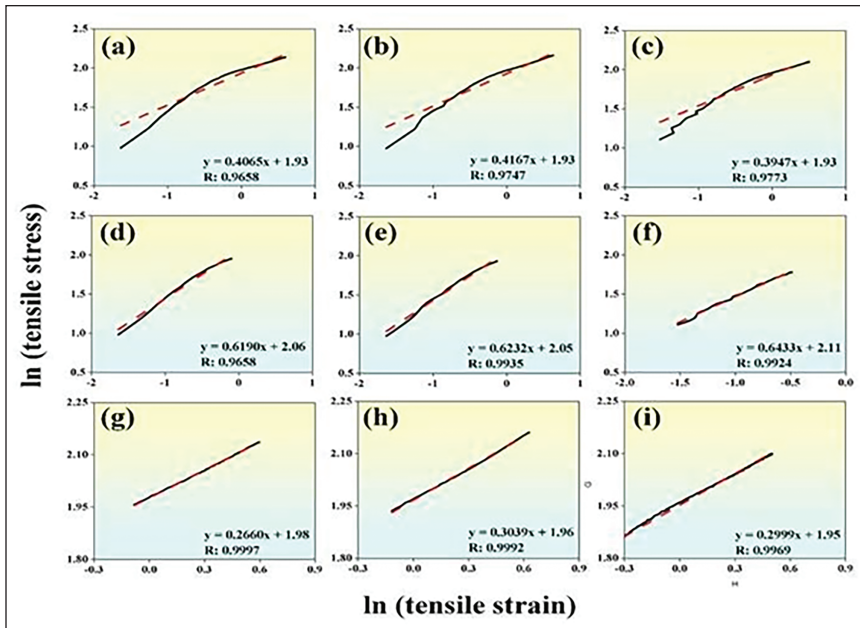 ln (tensile stress)
(a)
2.5
2.0
1.5
1.0
0.5
y = 0.4065x + 1.93
R: 0.9658
-2 -1 0 1
(b)
2.5
2.0
1.5
1.0
0.5
y = 0.4167x + 1.93
R: 0.9747
-2 -1 0 1
(c)
2.5
2.0
1.5
1.0
0.5
y = 0.3947x + 1.93
R: 0.9773
-2 -1 0 1
(d)
2.5
2.0
1.5
1.0
0.5
y = 0.6190x + 2.06
R: 0.9658
-2 -1 0 1
(e)
2.5
2.0
1.5
1.0
0.5
y = 0.6232x + 2.05
R: 0.9935
-2 -1 0 1
(f)
2.5
2.0
1.5
1.0
0.5
y = 0.6433x + 2.11
R: 0.9924
-2.0 -1.5 -1.0 -0.5 0.0
(g)
2.25
2.10
1.95
1.80
y = 0.2660x + 1.98
R: 0.9997
-0.3 0.0 0.3 0.6 0.9
(h)
2.25
2.10
1.95
1.80
y = 0.3039x + 1.96
R: 0.9992
-0.3 0.0 0.3 0.6 0.9
(i)
2.25
2.10
1.95
1.80
y = 0.2999x + 1.95
R: 0.9969
-0.3 0.0 0.3 0.6 0.9
ln (tensile strain)